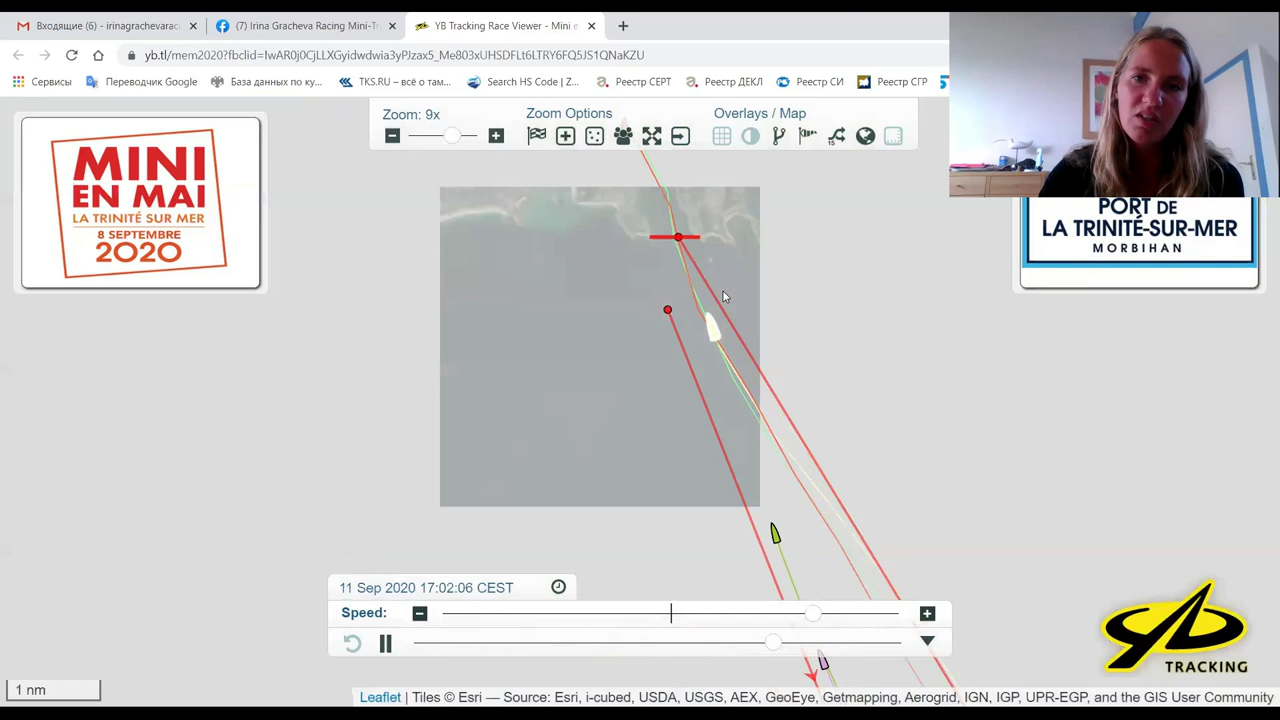 Входящие (6) - irinagrachevarac
(7) Irina Gracheva Racing Mini-Tr
YB Tracking Race Viewer - Mini e
yb.tl/mem2020?fbclid=IwAR0j0CjLLXGyidwdwia3yPJzax5_Me803xUHSDFLt6LTRY6FQ5JS1QNaKZU
Сервисы
Переводчик Google
База данных по ку...
TKS.RU – всё о там...
Search HS Code | Z...
Реестр СЕРТ
Реестр ДЕКЛ
Реестр СИ
Реестр СГР
Zoom: 9x
Zoom Options
Overlays / Map
15
MINI
EN MAI
LA TRINITÉ SUR MER
8 SEPTEMBRE
2020
PORT DE
LA TRINITÉ-SUR-MER
MORBIHAN
11 Sep 2020 17:02:06 CEST
Speed:
TRACKING
1 nm
Leaflet | Tiles © Esri — Source: Esri, i-cubed, USDA, USGS, AEX, GeoEye, Getmapping, Aerogrid, IGN, IGP, UPR-EGP, and the GIS User Community